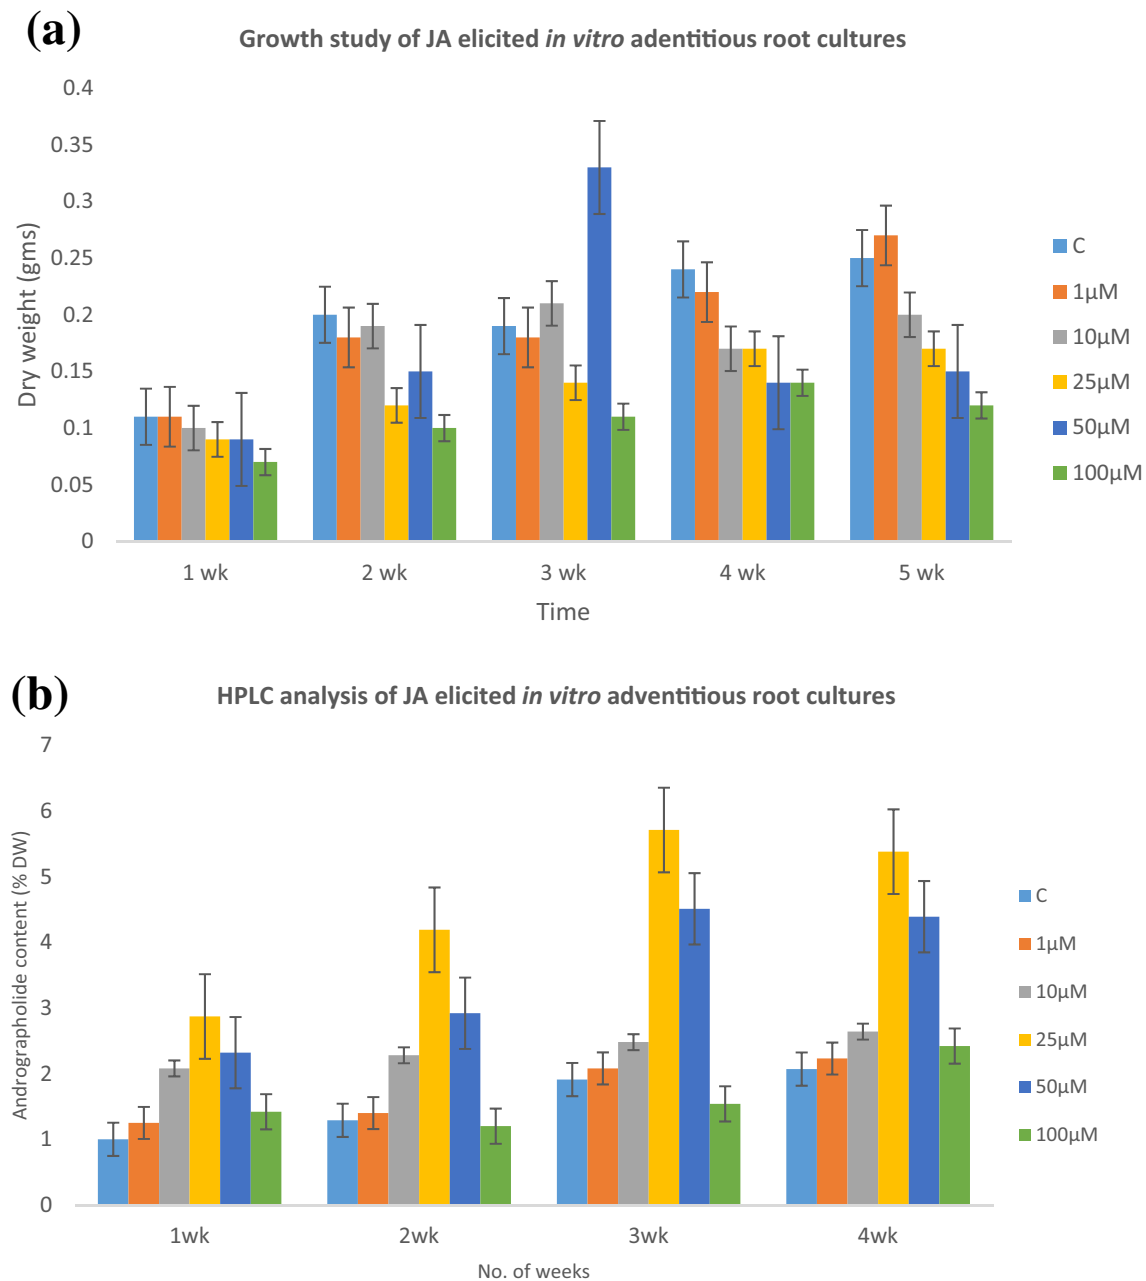 (a)
Growth study of JA elicited in vitro adentitious root cultures
0.4
0.35
0.3
0.25
0.2
0.15
0.1
0.05
0
Dry weight (gms)
1 wk 2 wk 3 wk 4 wk 5 wk
Time
C
1µM
10µM
25µM
50µM
100µM
(b)
HPLC analysis of JA elicited in vitro adventitious root cultures
7
6
5
4
3
2
1
0
Andrographolide content (% DW)
1wk 2wk 3wk 4wk
No. of weeks
C
1µM
10µM
25µM
50µM
100µM